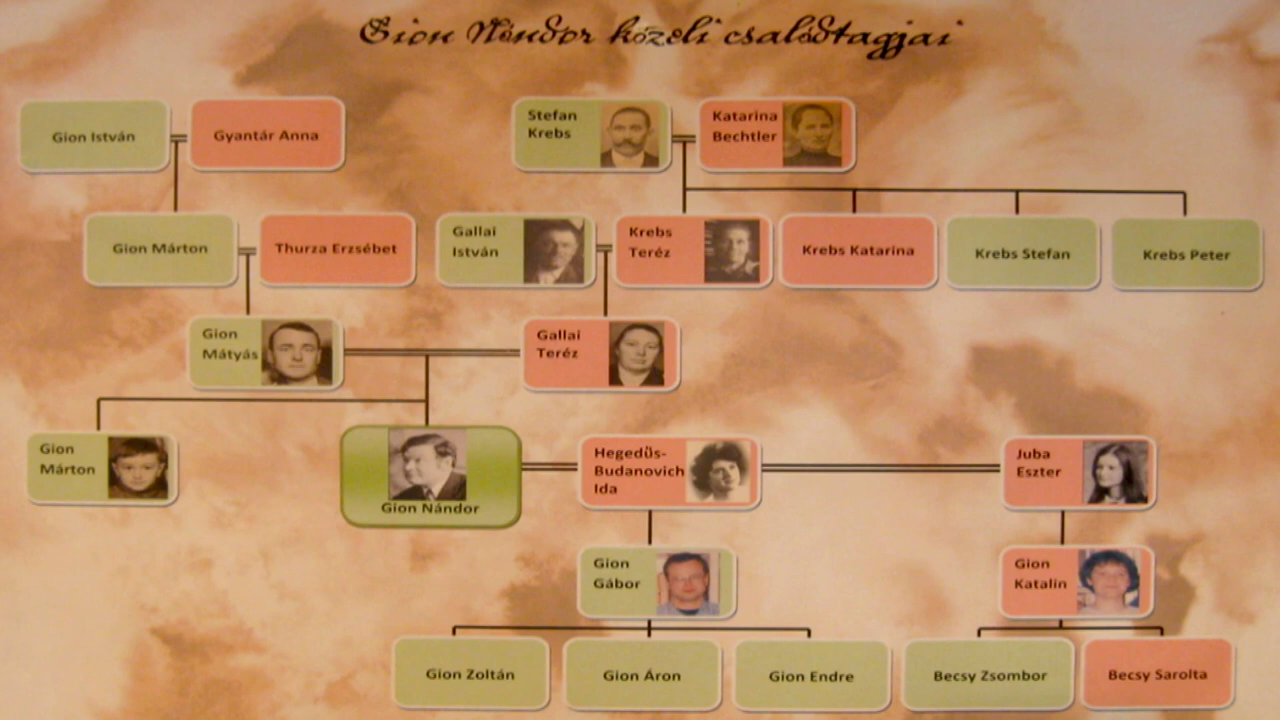 Gion Nándor közeli családtagjai
Gion István
Gyantár Anna
Stefan
Krebs
Katarina
Bechtler
Gion Márton
Thurza Erzsébet
Gallai
István
Krebs
Teréz
Krebs Katarina
Krebs Stefan
Krebs Peter
Gion
Mátyás
Gallai
Teréz
Gion
Márton
Gion Nándor
Hegedűs-
Budanovich
Ida
Juba
Eszter
Gion
Gábor
Gion
Katalin
Gion Zoltán
Gion Áron
Gion Endre
Becsy Zsombor
Becsy Sarolta